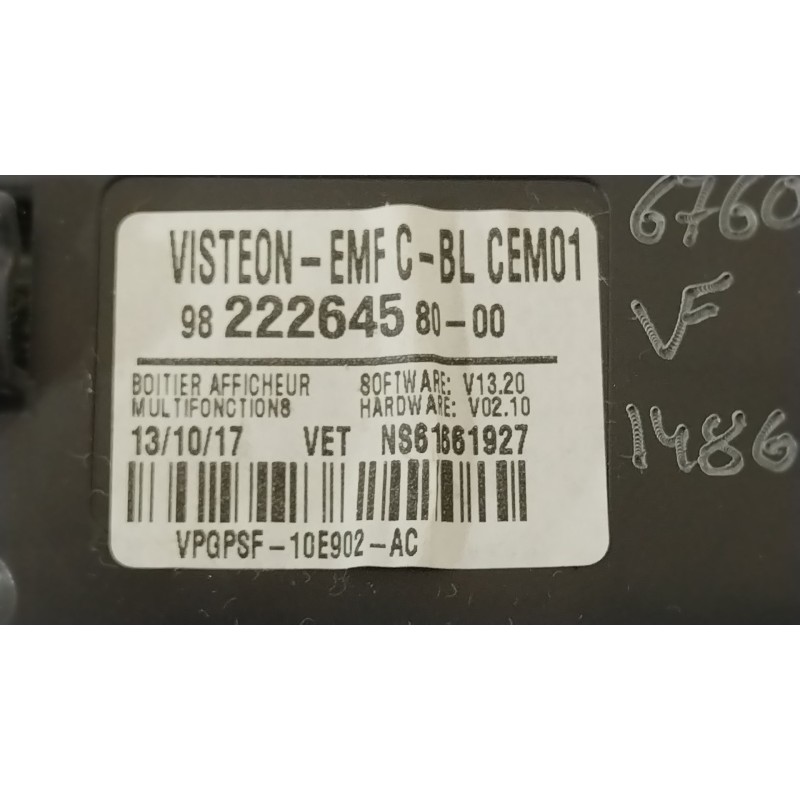 VISTEON-EMF C-BL CEM01
98 222645 80-00
BOITIER AFFICHEUR SOFTWARE: V13.20
MULTIFONCTIONS HARDWARE: V02.10
13/10/17 VET NS61661927
VPGPSF-10E902-AC
6760
VF
1486